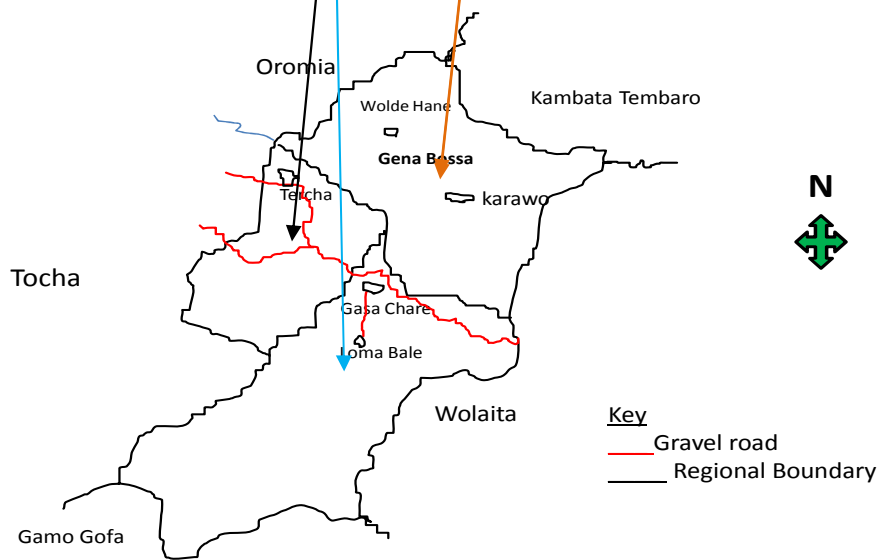 Oromia
Wolde Hane
Kambata Tembaro
Gena Bossa
Tercha
karawo
N
Tocha
Gasa Chare
Loma Bale
Wolaita
Key
Gravel road
Regional Boundary
Gamo Gofa